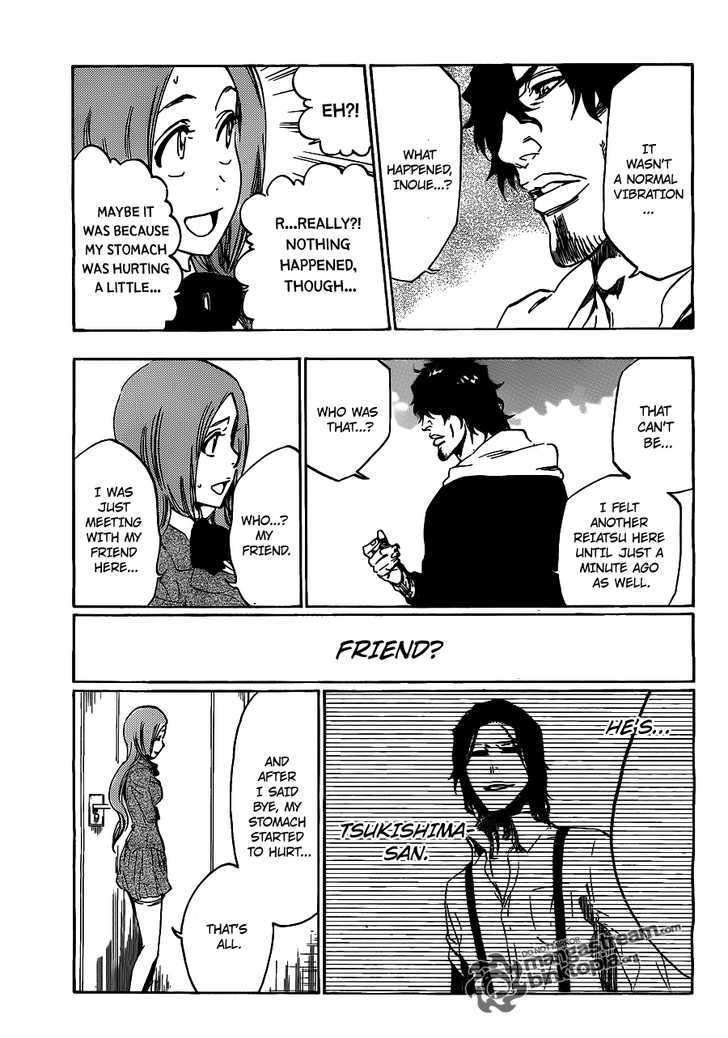 IT
WASN'T
A NORMAL
VIBRATION
...
WHAT
HAPPENED,
INOUE...?
EH?!
R...REALLY?!
NOTHING
HAPPENED,
THOUGH...
MAYBE IT
WAS BECAUSE
MY STOMACH
WAS HURTING
A LITTLE...
THAT
CAN'T
BE...
I FELT
ANOTHER
REIATSU HERE
UNTIL JUST A
MINUTE AGO
AS WELL.
WHO WAS
THAT...?
WHO...?
MY
FRIEND.
I WAS
JUST
MEETING
WITH MY
FRIEND
HERE...
FRIEND?
HE'S...
TSUKISHIMA-
SAN.
AND
AFTER
I SAID
BYE, MY
STOMACH
STARTED
TO HURT...
THAT'S
ALL.
mangastream.com
binktopia.org